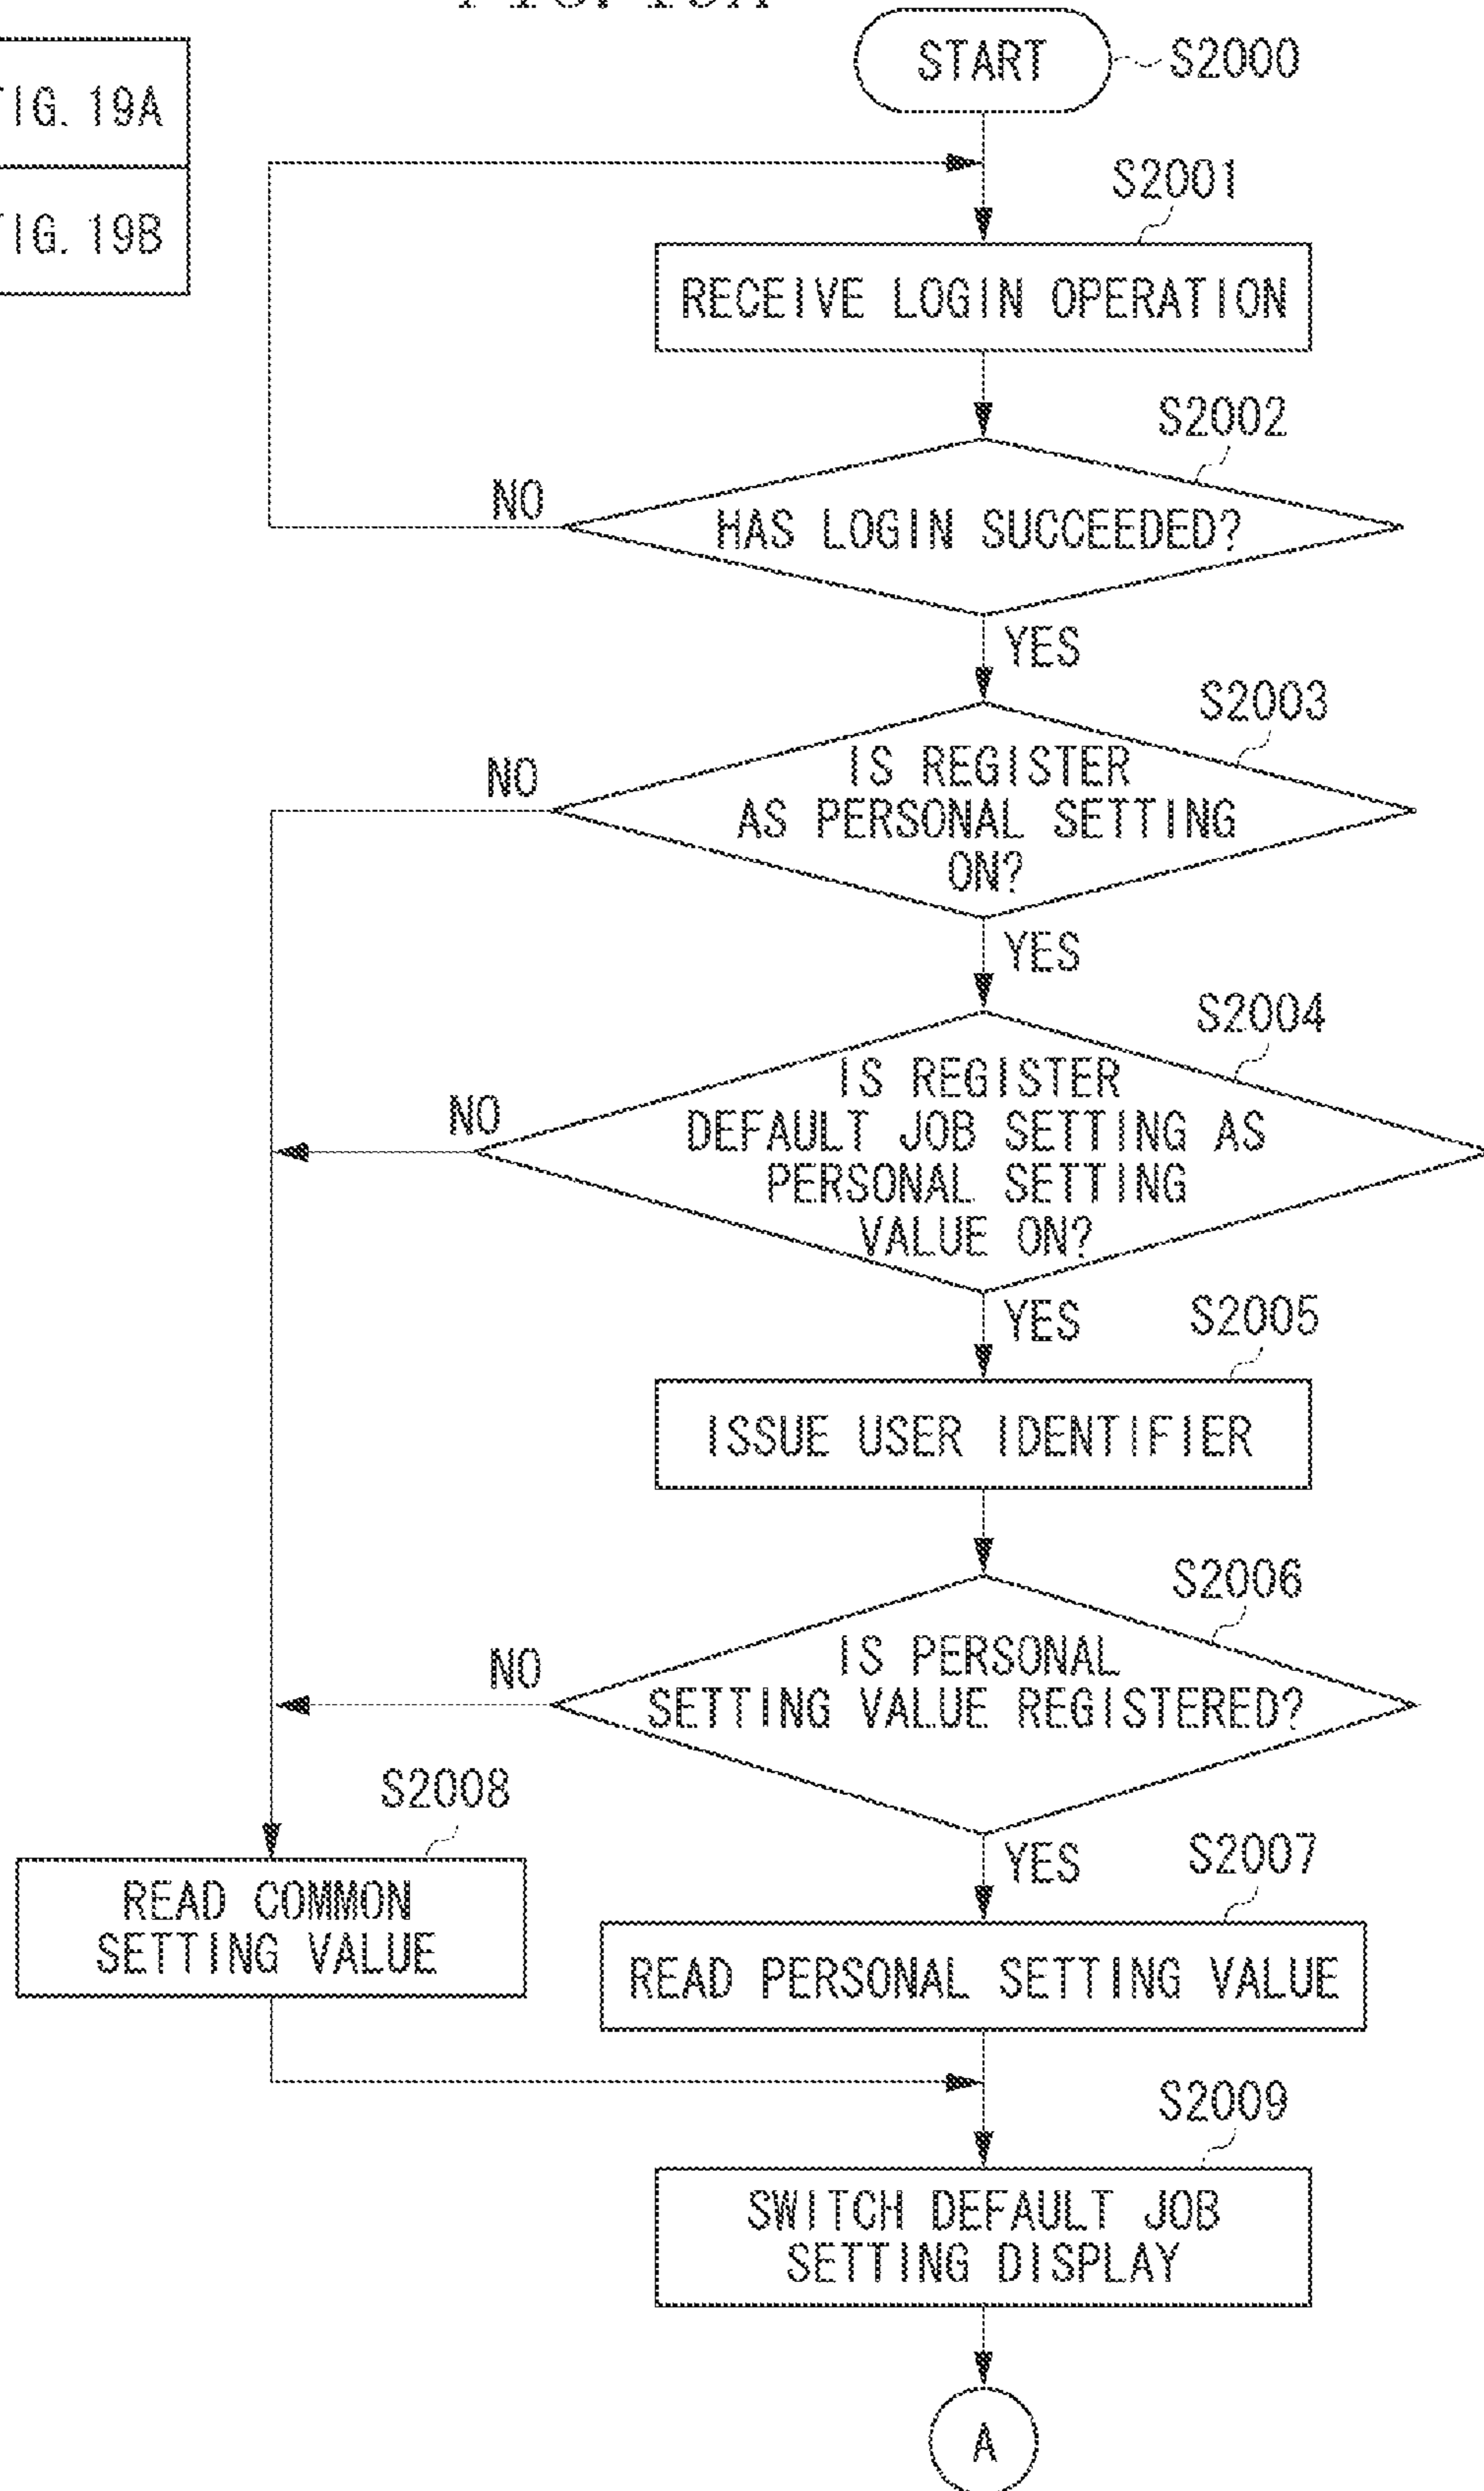 START
S2000
IG. 19A
IG. 19B
S2001
RECEIVE LOGIN OPERATION
S2002
NO
HAS LOGIN SUCCEEDED?
YES
S2003
NO
IS REGISTER
AS PERSONAL SETTING
ON?
YES
S2004
NO
IS REGISTER
DEFAULT JOB SETTING AS
PERSONAL SETTING
VALUE ON?
YES
S2005
ISSUE USER IDENTIFIER
S2006
NO
IS PERSONAL
SETTING VALUE REGISTERED?
YES
S2008
READ COMMON
SETTING VALUE
S2007
READ PERSONAL SETTING VALUE
S2009
SWITCH DEFAULT JOB
SETTING DISPLAY
A